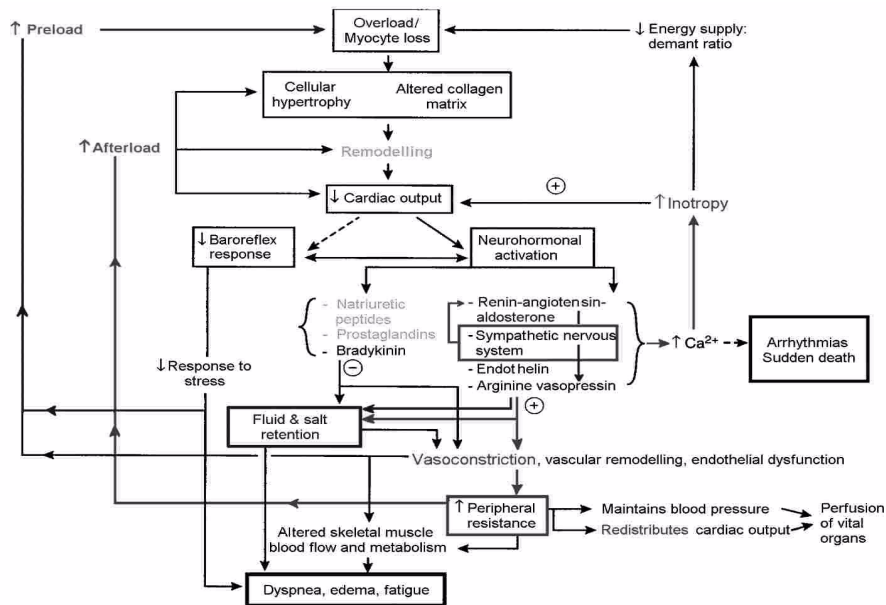 ↑ Preload
Overload/
Myocyte loss
↓ Energy supply:
demant ratio
Cellular
hypertrophy
Altered collagen
matrix
↑ Afterload
Remodelling
+
↓ Cardiac output
↑ Inotropy
↓ Baroreflex
response
Neurohormonal
activation
- Natriuretic
peptides
- Prostaglandins
- Bradykinin
- Renin-angiotensin-
aldosterone
- Sympathetic nervous
system
- Endothelin
- Arginine vasopressin
↑ Ca²⁺
Arrhythmias
Sudden death
↓ Response to
stress
−
+
Fluid & salt
retention
Vasoconstriction, vascular remodelling, endothelial dysfunction
↑ Peripheral
resistance
Maintains blood pressure
Redistributes cardiac output
Perfusion
of vital
organs
Altered skeletal muscle
blood flow and metabolism
Dyspnea, edema, fatigue